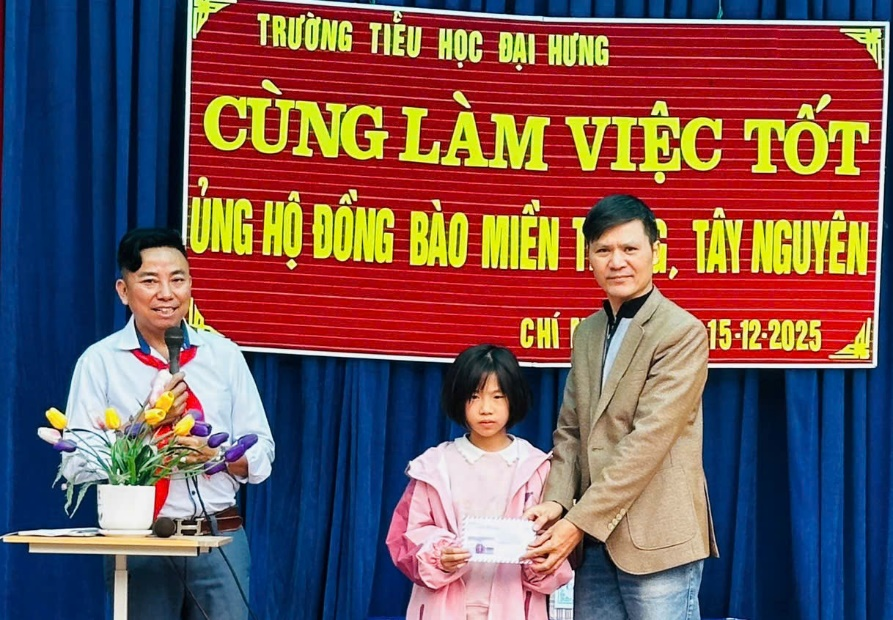 TRƯỜNG TIỂU HỌC ĐẠI HƯNG
CÙNG LÀM VIỆC TỐT
ỦNG HỘ ĐỒNG BÀO MIỀN TRUNG, TÂY NGUYÊN
CHÍ 15-12-2025